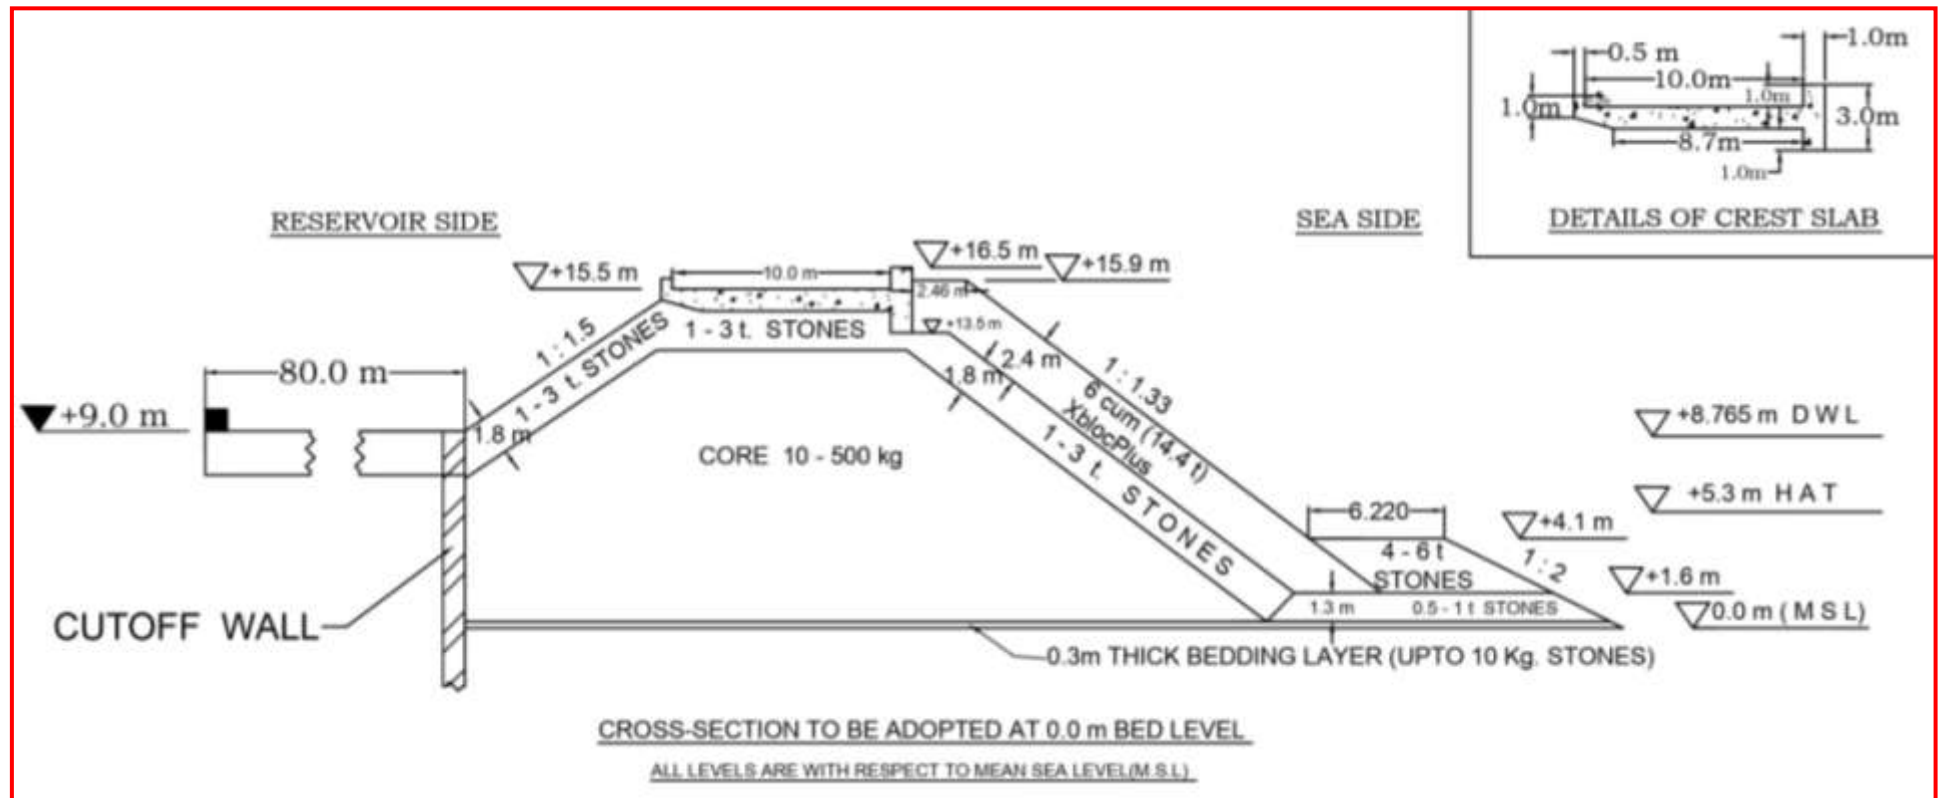 0.5 m
1.0m
10.0m
1.0m
1.0m
3.0m
8.7m
1.0m
DETAILS OF CREST SLAB
RESERVOIR SIDE
SEA SIDE
+16.5 m
+15.9 m
+15.5 m
10.0 m
2.46 m
1 - 3 t. STONES
+13.5 m
1 : 1.5
1 - 3 t. STONES
1.8 m
2.4 m
1.8 m
1 : 1.33
6 cum (14.4 t)
XblocPlus
1 - 3 t. STONES
80.0 m
+9.0 m
CORE 10 - 500 kg
+8.765 m D W L
+5.3 m H A T
6.220
+4.1 m
4 - 6 t
STONES
1 : 2
+1.6 m
1.3 m
0.5 - 1 t STONES
0.0 m ( M S L)
CUTOFF WALL
0.3m THICK BEDDING LAYER (UPTO 10 Kg. STONES)
CROSS-SECTION TO BE ADOPTED AT 0.0 m BED LEVEL
ALL LEVELS ARE WITH RESPECT TO MEAN SEA LEVEL(M.S.L)